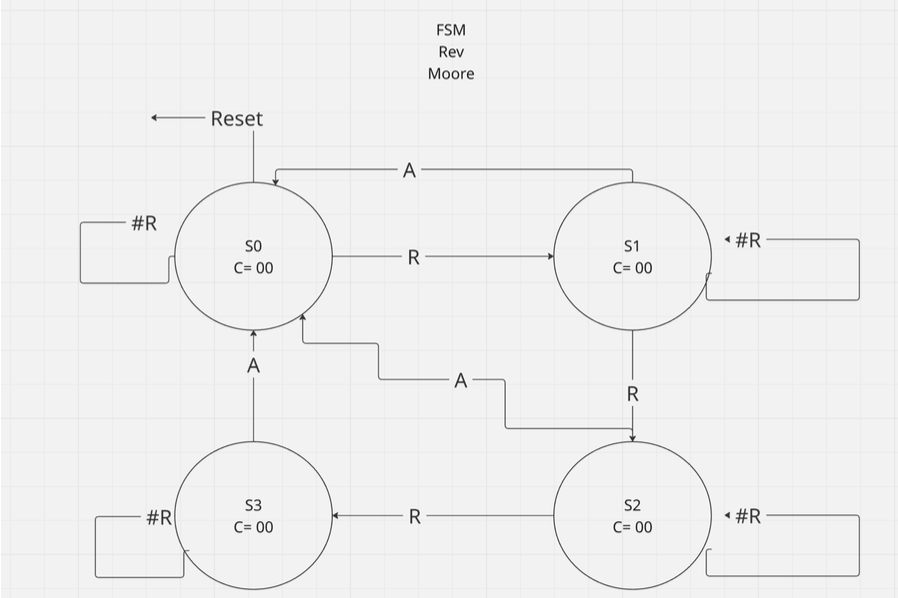 FSM
Rev
Moore
Reset
A
#R
S0
C= 00
R
S1
C= 00
#R
A
A
R
#R
S3
C= 00
R
S2
C= 00
#R